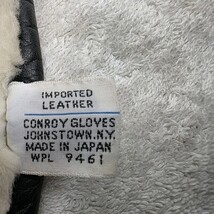 IMPORTED
LEATHER
CONROY GLOVES
JOHNSTOWN, N.Y.
MADE IN JAPAN
WPL 9461